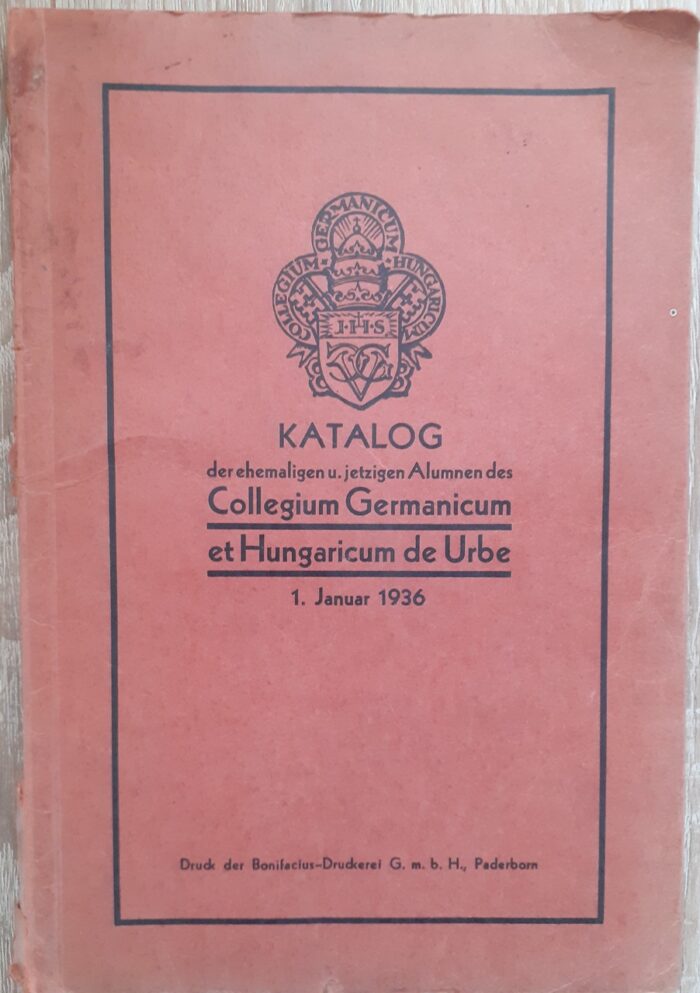 COLLEGIUM · GERMANICUM · HUNGARICUM
I·H·S
KATALOG
der ehemaligen u. jetzigen Alumnen des
Collegium Germanicum
et Hungaricum de Urbe
1. Januar 1936
Druck der Bonifacius-Druckerei G. m. b. H., Paderborn